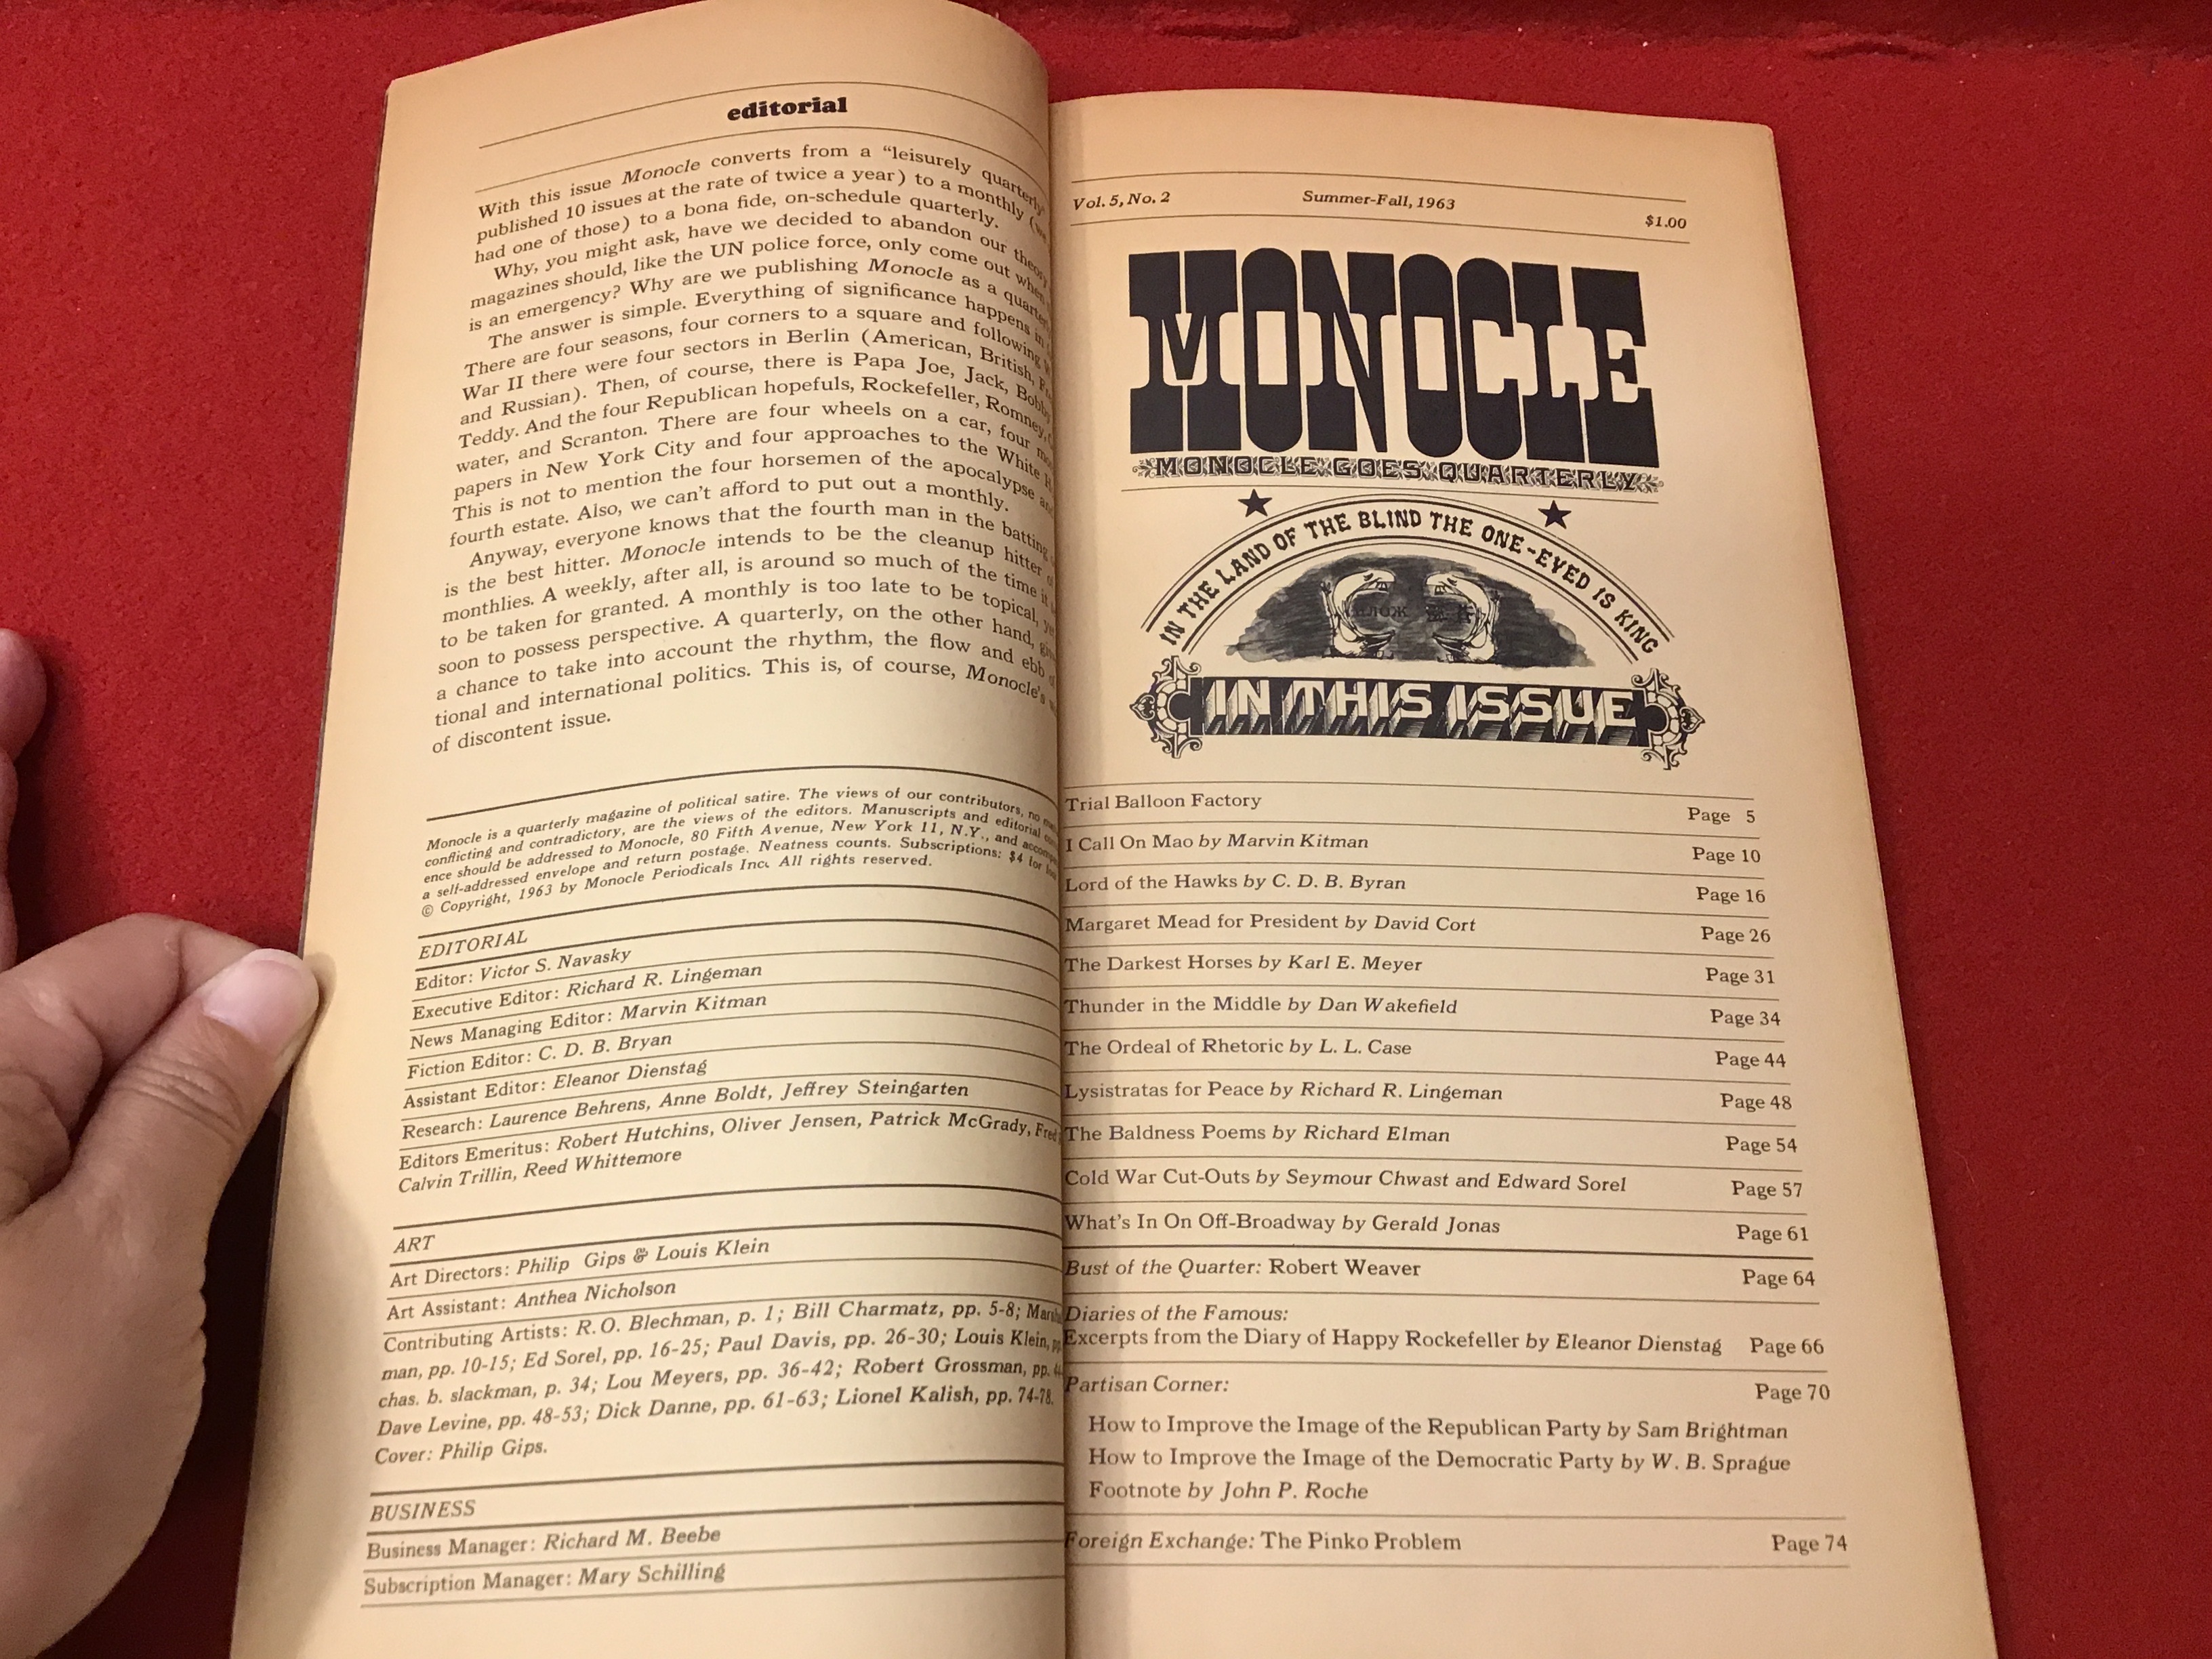 editorial
With this issue Monocle converts from a “leisurely quarterly”
published 10 issues at the rate of twice a year) to a monthly (we
had one of those) to a bona fide, on-schedule quarterly.
Why, you might ask, have we decided to abandon our theory
magazines should, like the UN police force, only come out when
is an emergency? Why are we publishing Monocle as a quarterly
The answer is simple. Everything of significance happens in
There are four seasons, four corners to a square and following
War II there were four sectors in Berlin (American, British,
and Russian). Then, of course, there is Papa Joe, Jack, Bobby
Teddy. And the four Republican hopefuls, Rockefeller, Romney,
water, and Scranton. There are four wheels on a car, four
papers in New York City and four approaches to the White
This is not to mention the four horsemen of the apocalypse and
fourth estate. Also, we can’t afford to put out a monthly.
Anyway, everyone knows that the fourth man in the batting
is the best hitter. Monocle intends to be the cleanup hitter
monthlies. A weekly, after all, is around so much of the time it
to be taken for granted. A monthly is too late to be topical,
soon to possess perspective. A quarterly, on the other hand,
a chance to take into account the rhythm, the flow and ebb
tional and international politics. This is, of course, Monocle’s
of discontent issue.
Monocle is a quarterly magazine of political satire. The views of our contributors, no
conflicting and contradictory, are the views of the editors. Manuscripts and editorial
ence should be addressed to Monocle, 80 Fifth Avenue, New York 11, N.Y., and
a self-addressed envelope and return postage. Neatness counts. Subscriptions: $4 for
© Copyright, 1963 by Monocle Periodicals Inc. All rights reserved.
EDITORIAL
Editor: Victor S. Navasky
Executive Editor: Richard R. Lingeman
News Managing Editor: Marvin Kitman
Fiction Editor: C. D. B. Bryan
Assistant Editor: Eleanor Dienstag
Research: Laurence Behrens, Anne Boldt, Jeffrey Steingarten
Editors Emeritus: Robert Hutchins, Oliver Jensen, Patrick McGrady,
Calvin Trillin, Reed Whittemore
ART
Art Directors: Philip Gips & Louis Klein
Art Assistant: Anthea Nicholson
Contributing Artists: R.O. Blechman, p. 1; Bill Charmatz, pp. 5-8;
man, pp. 10-15; Ed Sorel, pp. 16-25; Paul Davis, pp. 26-30; Louis Klein,
chas. b. slackman, p. 34; Lou Meyers, pp. 36-42; Robert Grossman, pp.
Dave Levine, pp. 48-53; Dick Danne, pp. 61-63; Lionel Kalish, pp. 74-78.
Cover: Philip Gips.
BUSINESS
Business Manager: Richard M. Beebe
Subscription Manager: Mary Schilling
Vol. 5, No. 2 Summer-Fall, 1963 $1.00
MONOCLE
MONOCLE GOES QUARTERLY
IN THE LAND OF THE BLIND THE ONE-EYED IS KING
IN THIS ISSUE
Trial Balloon Factory Page 5
I Call On Mao by Marvin Kitman Page 10
Lord of the Hawks by C. D. B. Byran Page 16
Margaret Mead for President by David Cort Page 26
The Darkest Horses by Karl E. Meyer Page 31
Thunder in the Middle by Dan Wakefield Page 34
The Ordeal of Rhetoric by L. L. Case Page 44
Lysistratas for Peace by Richard R. Lingeman Page 48
The Baldness Poems by Richard Elman Page 54
Cold War Cut-Outs by Seymour Chwast and Edward Sorel Page 57
What’s In On Off-Broadway by Gerald Jonas Page 61
Bust of the Quarter: Robert Weaver Page 64
Diaries of the Famous:
Excerpts from the Diary of Happy Rockefeller by Eleanor Dienstag Page 66
Partisan Corner: Page 70
How to Improve the Image of the Republican Party by Sam Brightman
How to Improve the Image of the Democratic Party by W. B. Sprague
Footnote by John P. Roche
Foreign Exchange: The Pinko Problem Page 74